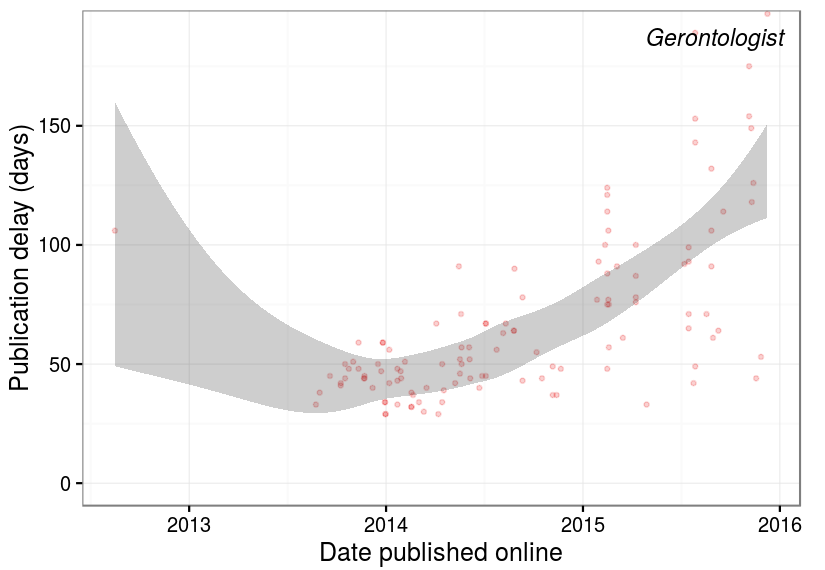 Gerontologist
Publication delay (days)
150
100
50
0
2013
2014
2015
2016
Date published online